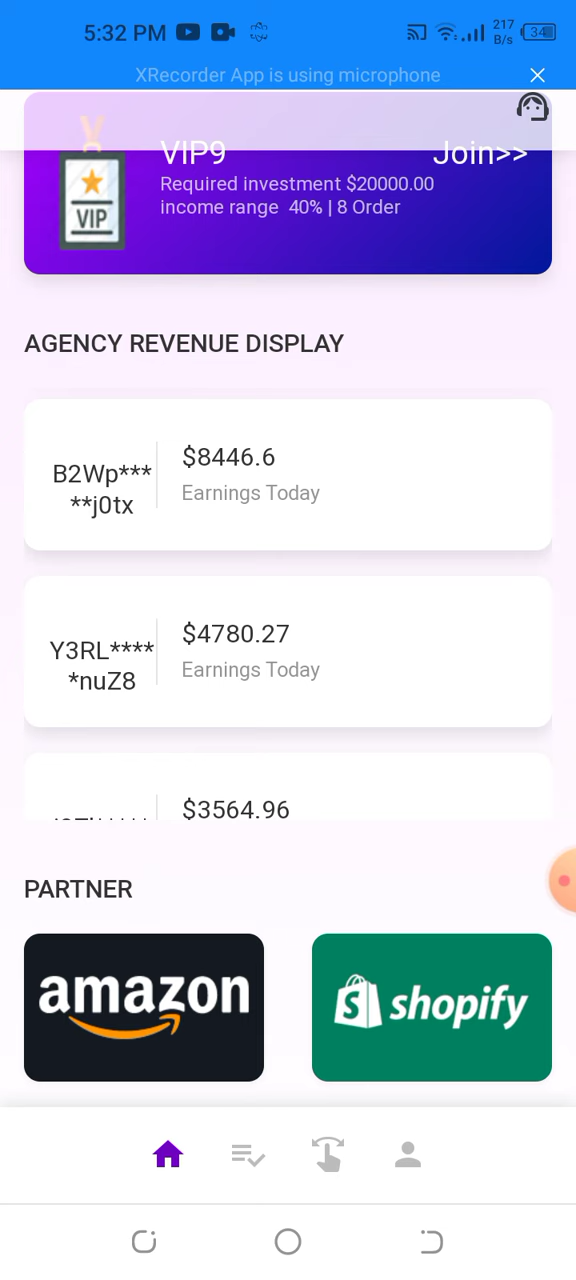 5:32 PM
217
B/s
34
XRecorder App is using microphone
VIP9
Join>>
Required investment $20000.00
income range 40% | 8 Order
VIP
AGENCY REVENUE DISPLAY
B2Wp***
**j0tx
$8446.6
Earnings Today
Y3RL****
*nuZ8
$4780.27
Earnings Today
$3564.96
PARTNER
amazon
shopify